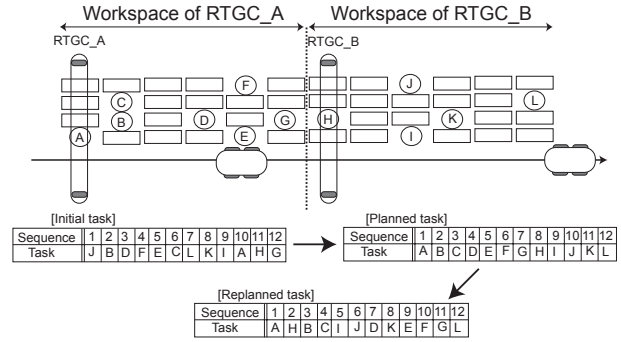 Workspace of RTGC_A Workspace of RTGC_B
RTGC_A RTGC_B
F J
C L
B D G H K
A E I
[Initial task]
Sequence 1 2 3 4 5 6 7 8 9 10 11 12
Task J B D F E C L K I A H G
[Planned task]
Sequence 1 2 3 4 5 6 7 8 9 10 11 12
Task A B C D E F G H I J K L
[Replanned task]
Sequence 1 2 3 4 5 6 7 8 9 10 11 12
Task A H B C I J D K E F G L